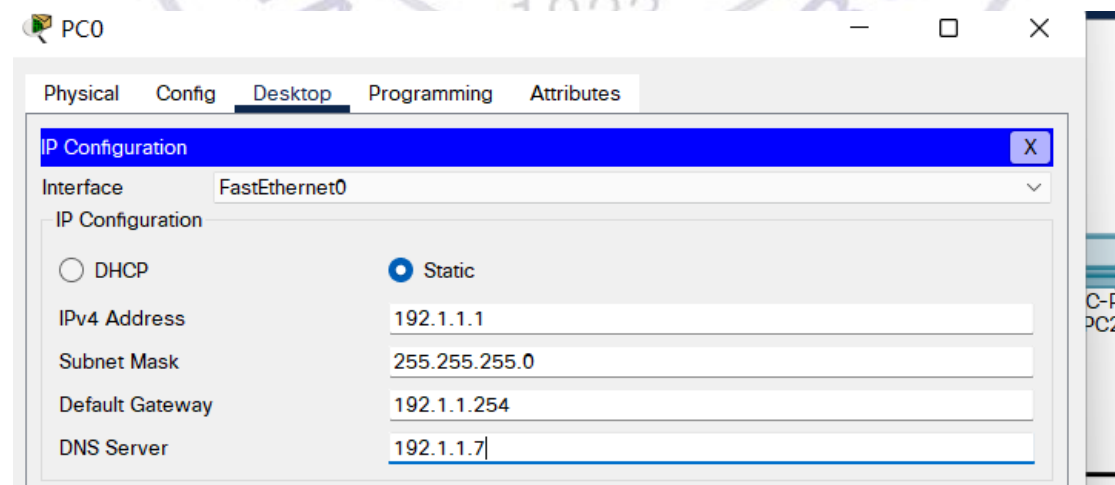 1883
PC0
Physical Config Desktop Programming Attributes
IP Configuration X
Interface FastEthernet0
IP Configuration
DHCP Static
IPv4 Address 192.1.1.1
Subnet Mask 255.255.255.0
Default Gateway 192.1.1.254
DNS Server 192.1.1.7
PC2